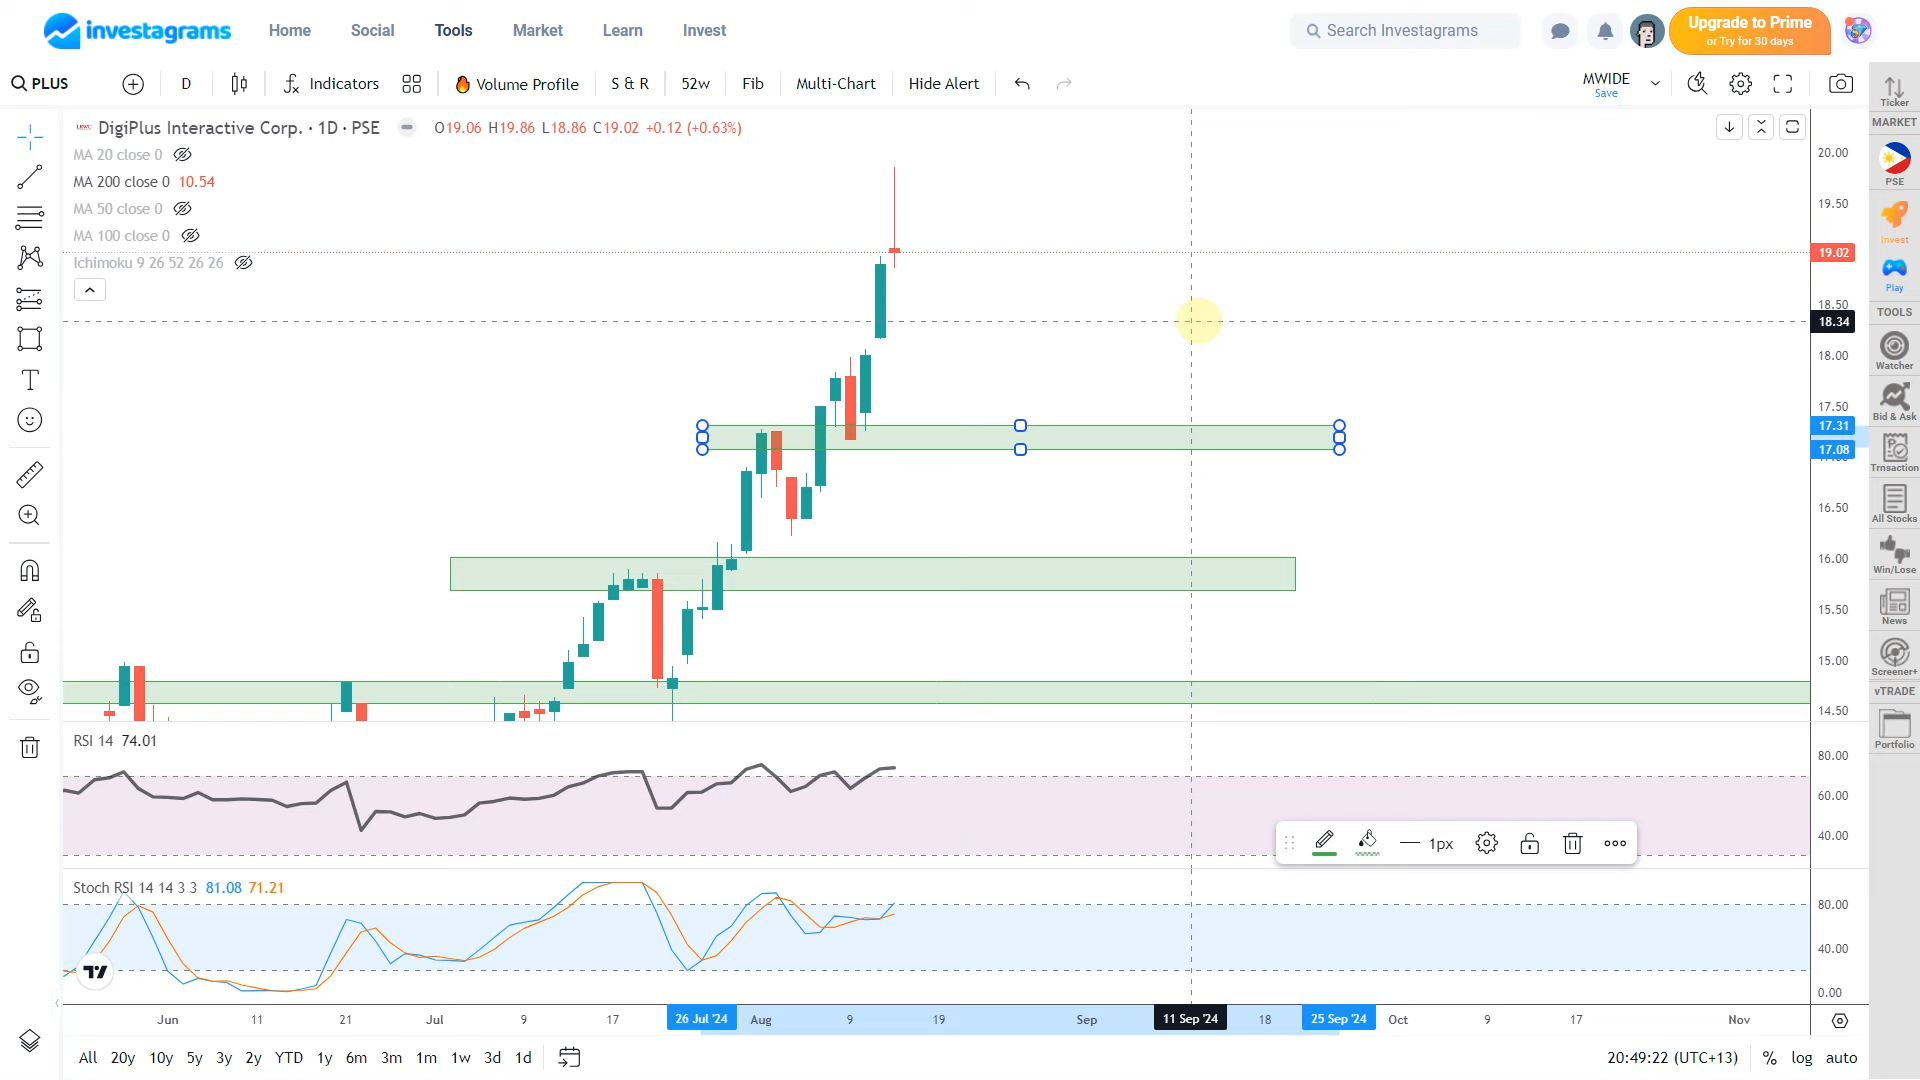 investagrams Home Social Tools Market Learn Invest Search Investagrams Upgrade to Prime
or Try for 30 days
PLUS D Indicators Volume Profile S & R 52w Fib Multi-Chart Hide Alert MWIDE
Save
DigiPlus Interactive Corp. · 1D · PSE O19.06 H19.86 L18.86 C19.02 +0.12 (+0.63%)
MA 20 close 0
MA 200 close 0 10.54
MA 50 close 0
MA 100 close 0
Ichimoku 9 26 52 26 26
20.00
19.50
19.02
18.50
18.34
18.00
17.50
17.31
17.08
16.50
16.00
15.50
15.00
14.50
RSI 14 74.01
80.00
60.00
40.00
1px
Stoch RSI 14 14 3 3 81.08 71.21
80.00
40.00
0.00
Jun 11 21 Jul 9 17 26 Jul '24 Aug 9 19 Sep 11 Sep '24 18 25 Sep '24 Oct 9 17 Nov
All 20y 10y 5y 3y 2y YTD 1y 6m 3m 1m 1w 3d 1d 20:49:22 (UTC+13) % log auto
Ticker
MARKET
PSE
Invest
Play
TOOLS
Watcher
Bid & Ask
Trnsaction
All Stocks
Win/Lose
News
Screener+
vTRADE
Portfolio